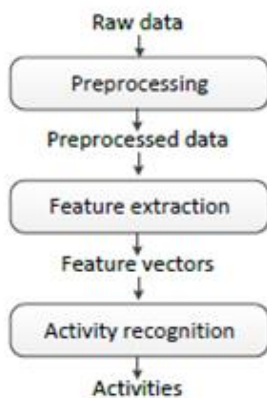 Raw data
Preprocessing
Preprocessed data
Feature extraction
Feature vectors
Activity recognition
Activities